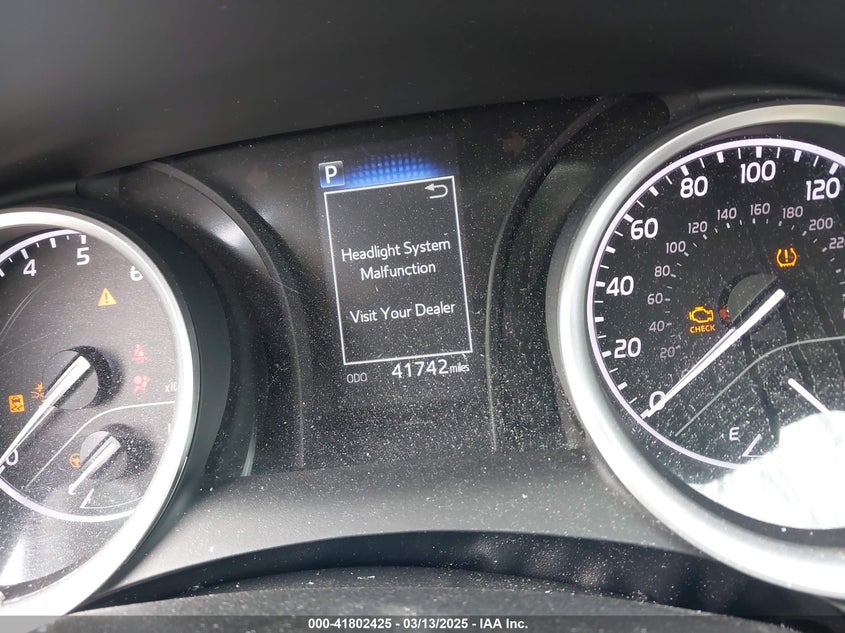 P
Headlight System
Malfunction
Visit Your Dealer
ODO 41742 miles
4 5 6
0
0 20 40 60 80 100 120
20 40 60 80 100 120 140 160 180 200
CHECK
E
000-41802425 - 03/13/2025 - IAA Inc.